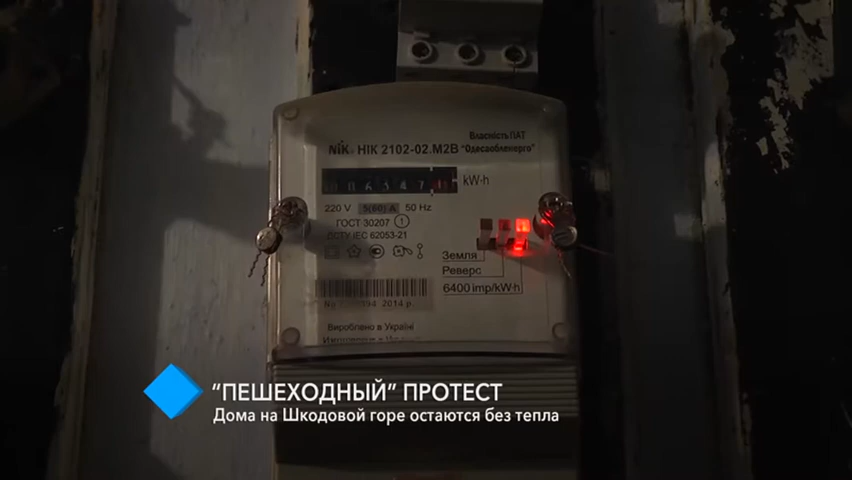 Власність ПАТ
NiK НІК 2102-02.М2В "Одесаобленерго"
kW·h
220 V 5(60) A 50 Hz
ГОСТ 30207 1
ДСТУ IEC 62053-21
Земля
Реверс
6400 imp/kW·h
2014 р.
Вироблено в Україні
"ПЕШЕХОДНЫЙ" ПРОТЕСТ
Дома на Шкодовой горе остаются без тепла